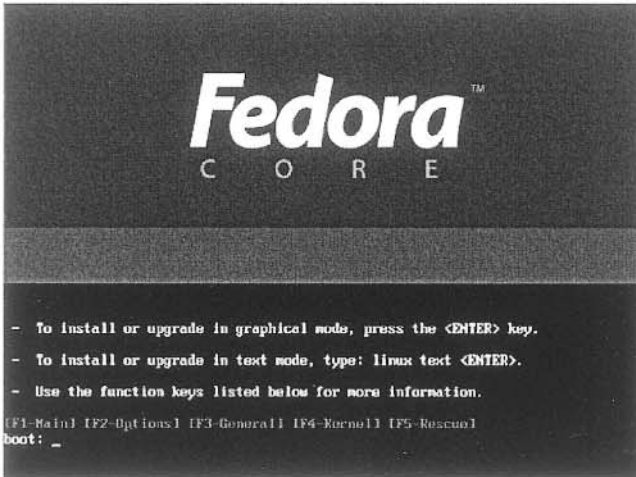 Fedora™
CORE
- To install or upgrade in graphical mode, press the <ENTER> key.
- To install or upgrade in text mode, type: linux text <ENTER>.
- Use the function keys listed below for more information.
[F1-Main] [F2-Options] [F3-General] [F4-Kernel] [F5-Rescue]
boot: _